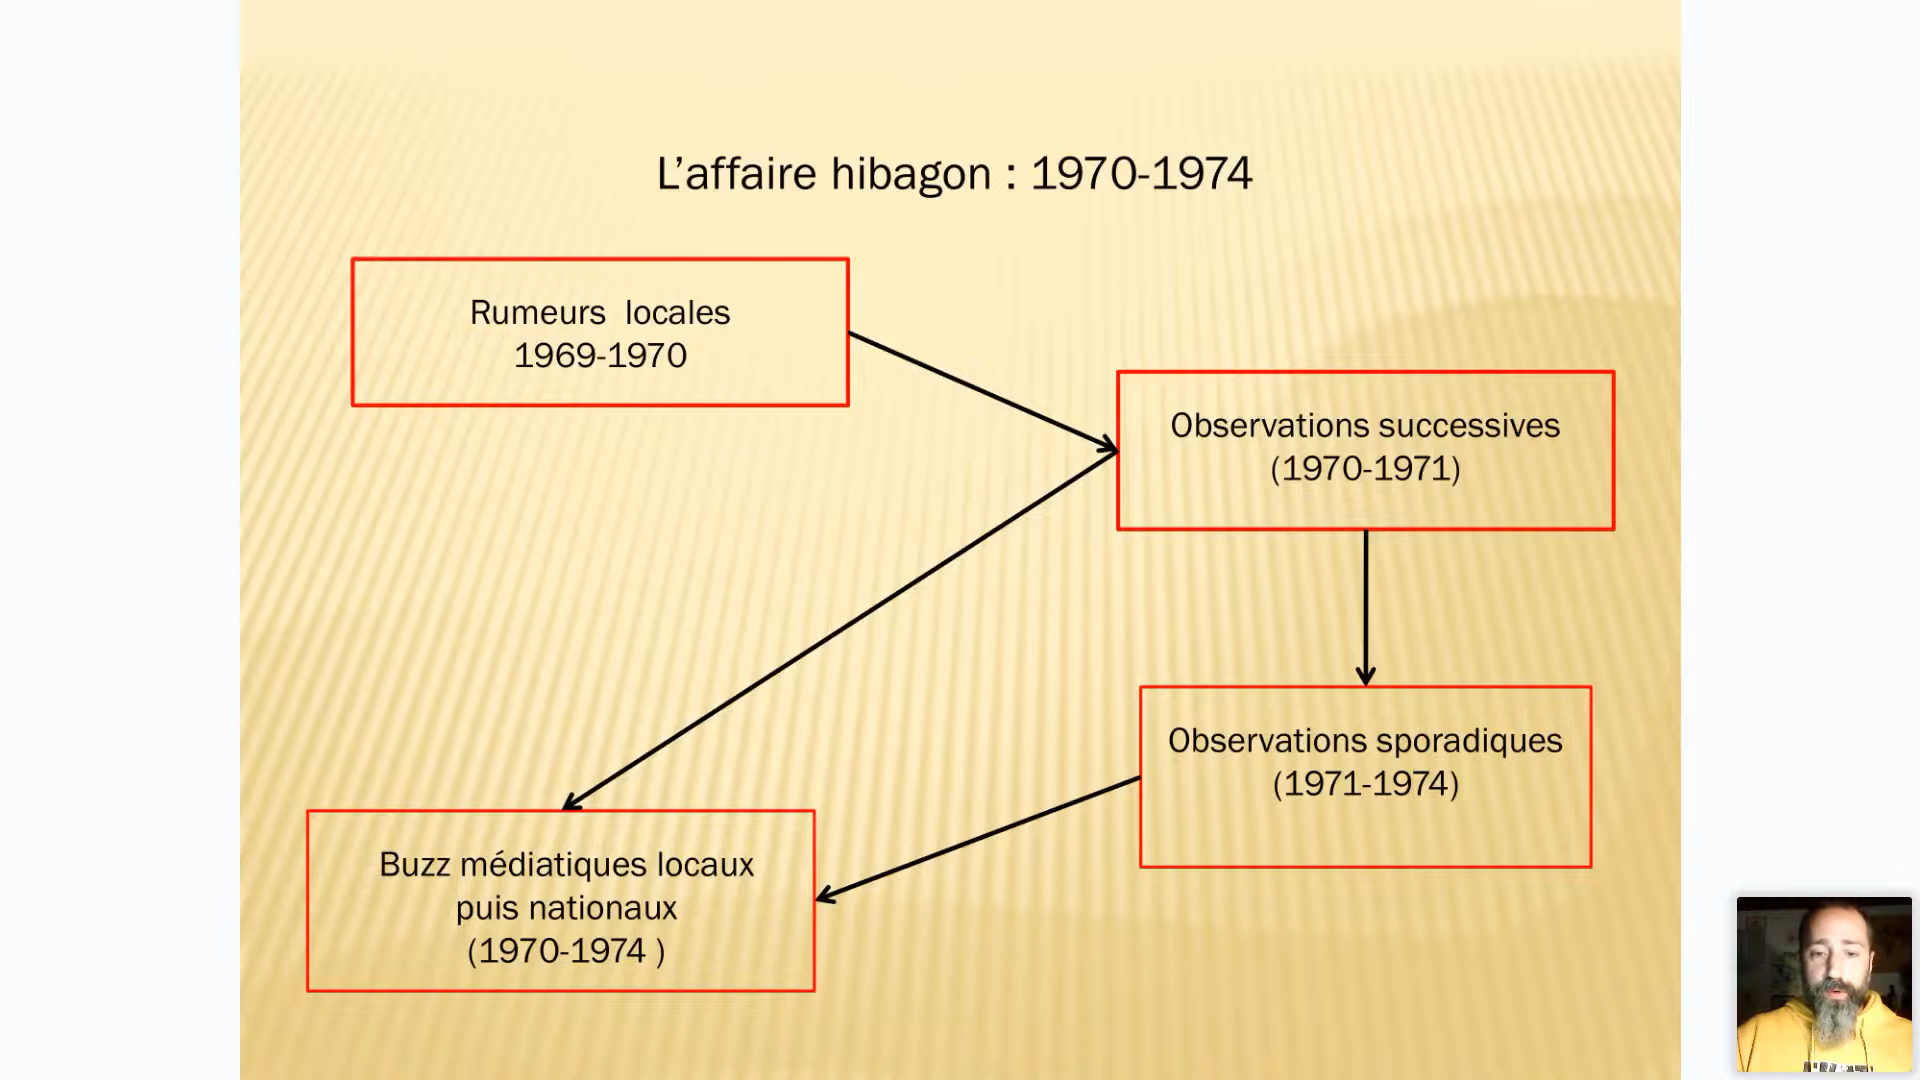 L’affaire hibagon : 1970-1974
Rumeurs locales
1969-1970
Observations successives
(1970-1971)
Observations sporadiques
(1971-1974)
Buzz médiatiques locaux
puis nationaux
(1970-1974 )